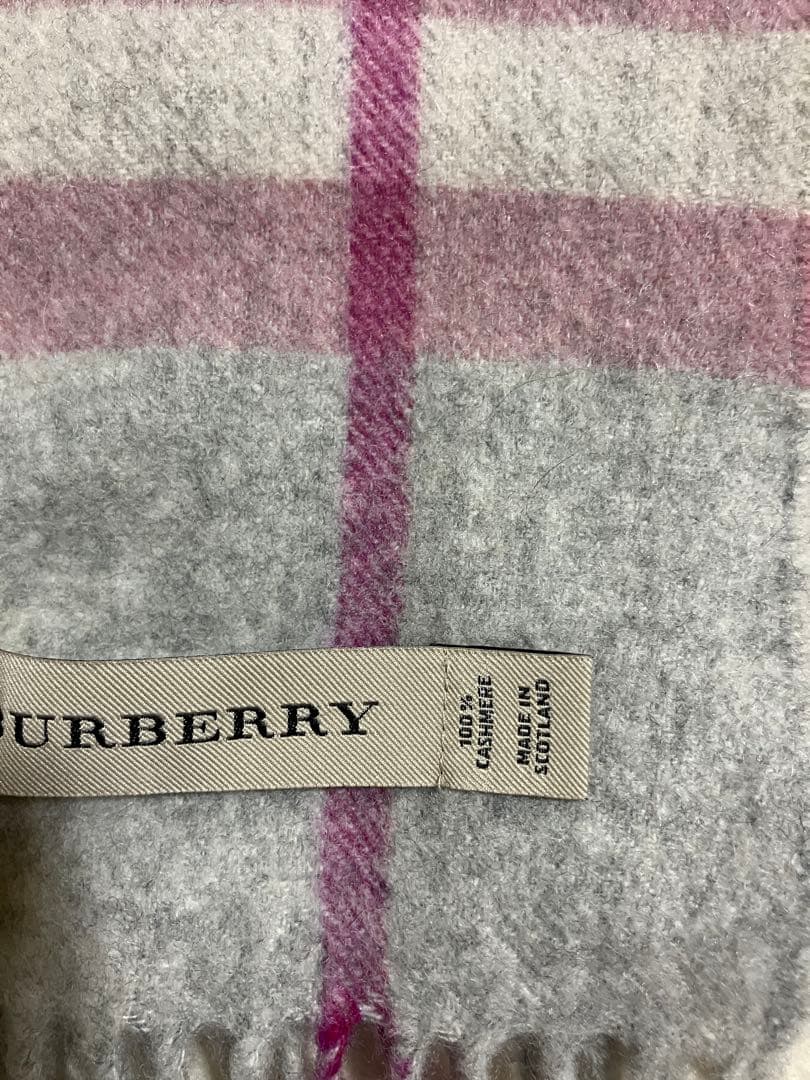 BURBERRY
100%
CASHMERE
MADE IN
SCOTLAND